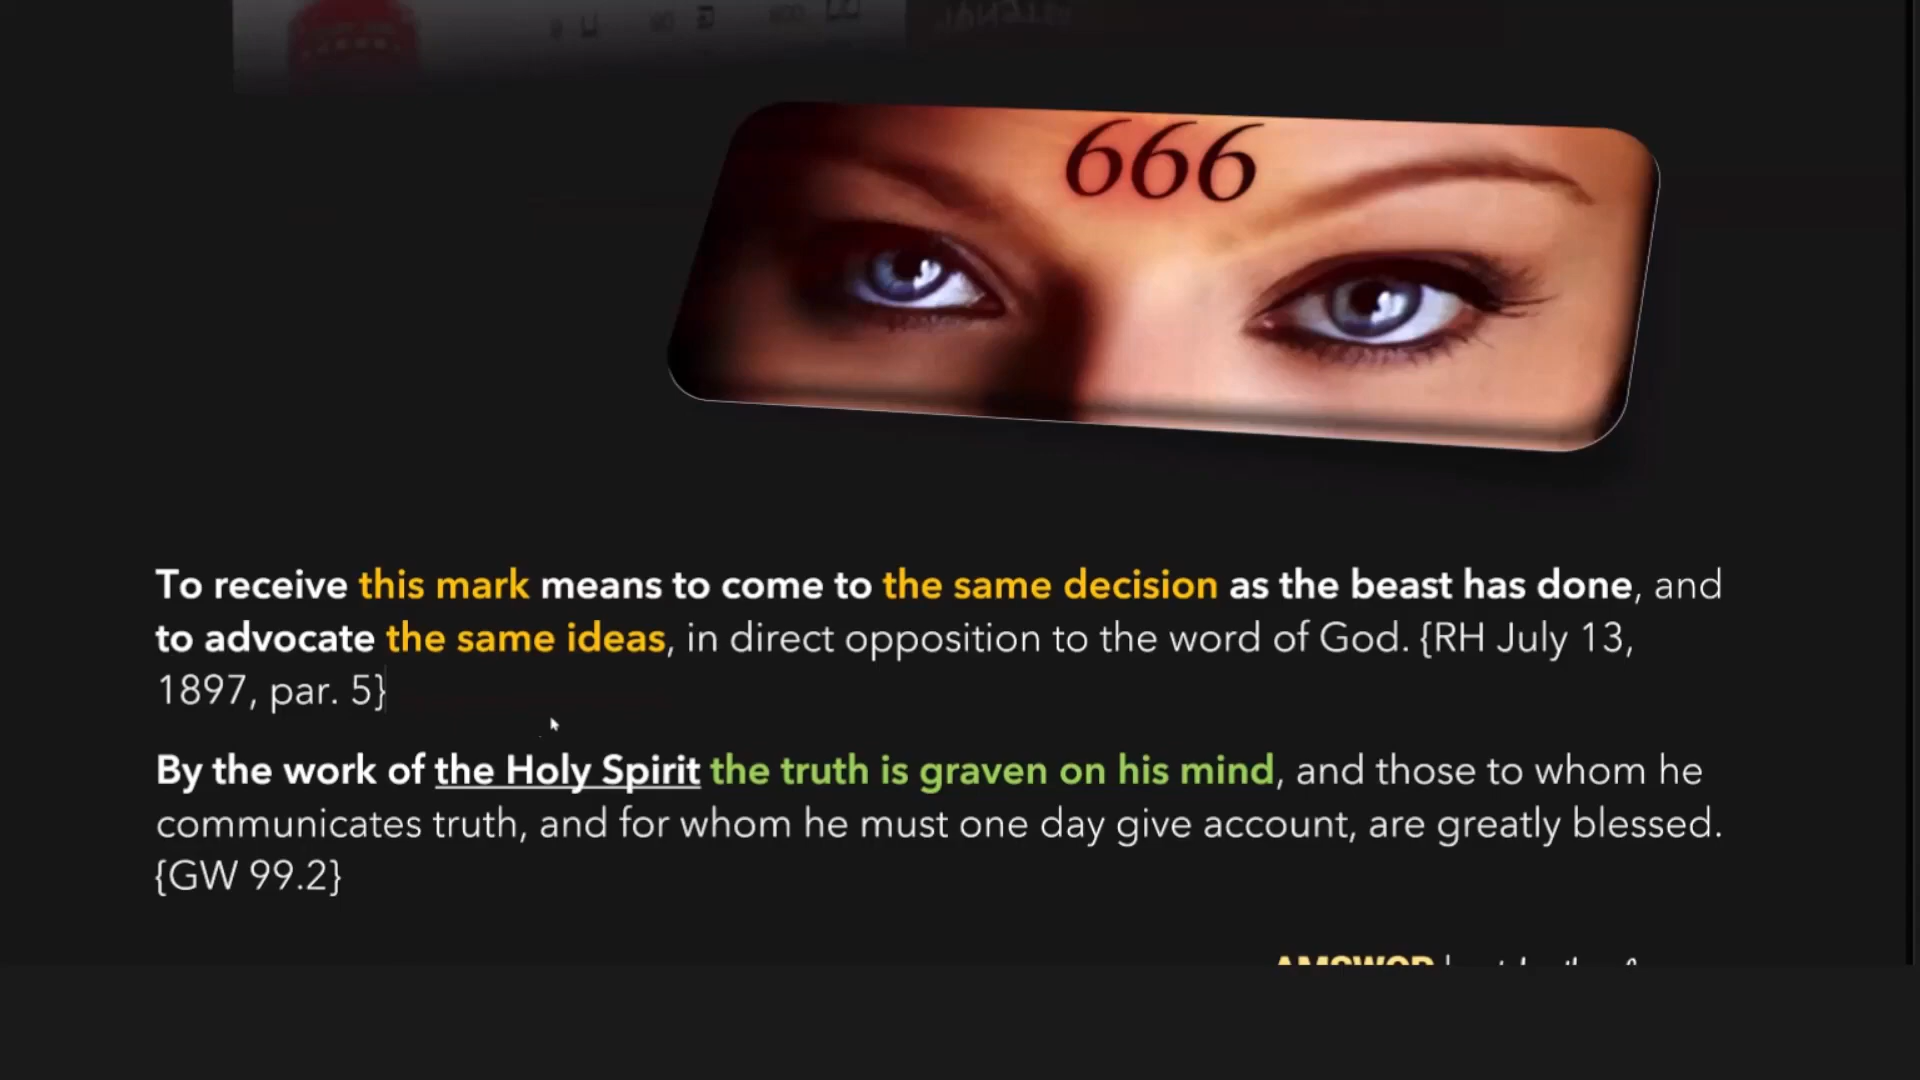 666
To receive this mark means to come to the same decision as the beast has done, and
to advocate the same ideas, in direct opposition to the word of God. {RH July 13,
1897, par. 5}
By the work of the Holy Spirit the truth is graven on his mind, and those to whom he
communicates truth, and for whom he must one day give account, are greatly blessed.
{GW 99.2}
AMSWOR